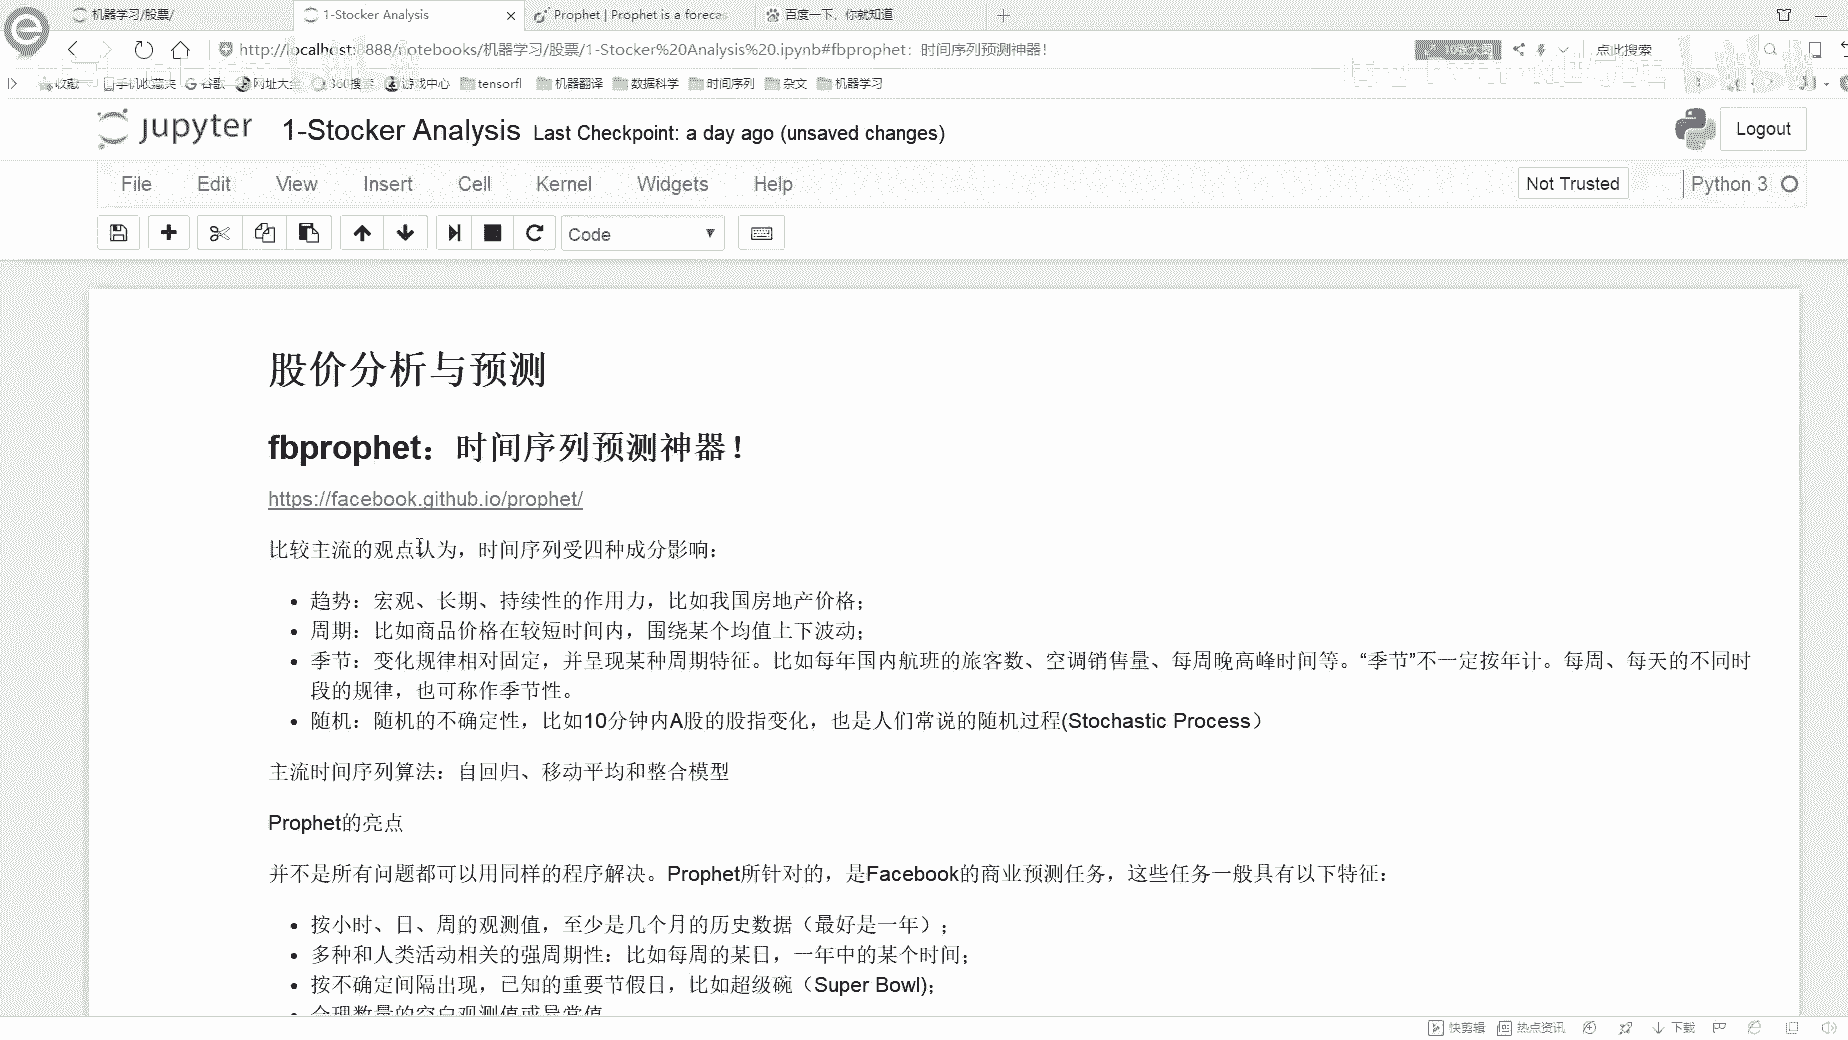 机器学习/股票/
1-Stocker Analysis
Prophet | Prophet is a forecas
百度一下，你就知道
http://localhost:8888/notebooks/机器学习/股票/1-Stocker%20Analysis%20.ipynb#fbprophet：时间序列预测神器！
点此搜索
收藏 手机收藏夹 谷歌 网址大全 360搜索 游戏中心 tensorfl 机器翻译 数据科学 时间序列 杂文 机器学习
jupyter 1-Stocker Analysis Last Checkpoint: a day ago (unsaved changes)
Logout
File Edit View Insert Cell Kernel Widgets Help
Not Trusted
Python 3
Code
股价分析与预测
fbprophet：时间序列预测神器！
https://facebook.github.io/prophet/
比较主流的观点认为，时间序列受四种成分影响：
趋势：宏观、长期、持续性的作用力，比如我国房地产价格；
周期：比如商品价格在较短时间内，围绕某个均值上下波动；
季节：变化规律相对固定，并呈现某种周期特征。比如每年国内航班的旅客数、空调销售量、每周晚高峰时间等。“季节”不一定按年计。每周、每天的不同时
段的规律，也可称作季节性。
随机：随机的不确定性，比如10分钟内A股的股指变化，也是人们常说的随机过程(Stochastic Process）
主流时间序列算法：自回归、移动平均和整合模型
Prophet的亮点
并不是所有问题都可以用同样的程序解决。Prophet所针对的，是Facebook的商业预测任务，这些任务一般具有以下特征：
按小时、日、周的观测值，至少是几个月的历史数据（最好是一年）；
多种和人类活动相关的强周期性：比如每周的某日，一年中的某个时间；
按不确定间隔出现，已知的重要节假日，比如超级碗（Super Bowl)；
合理数量的空白观测值或异常值
快剪辑 热点资讯 下载